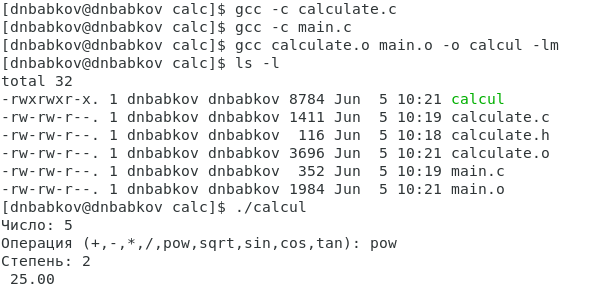 [dnbabkov@dnbabkov calc]$ gcc -c calculate.c
[dnbabkov@dnbabkov calc]$ gcc -c main.c
[dnbabkov@dnbabkov calc]$ gcc calculate.o main.o -o calcul -lm
[dnbabkov@dnbabkov calc]$ ls -l
total 32
-rwxrwxr-x. 1 dnbabkov dnbabkov 8784 Jun  5 10:21 calcul
-rw-rw-r--. 1 dnbabkov dnbabkov 1411 Jun  5 10:19 calculate.c
-rw-rw-r--. 1 dnbabkov dnbabkov  116 Jun  5 10:18 calculate.h
-rw-rw-r--. 1 dnbabkov dnbabkov 3696 Jun  5 10:21 calculate.o
-rw-rw-r--. 1 dnbabkov dnbabkov  352 Jun  5 10:19 main.c
-rw-rw-r--. 1 dnbabkov dnbabkov 1984 Jun  5 10:21 main.o
[dnbabkov@dnbabkov calc]$ ./calcul
Число: 5
Операция (+,-,*,/,pow,sqrt,sin,cos,tan): pow
Степень: 2
 25.00